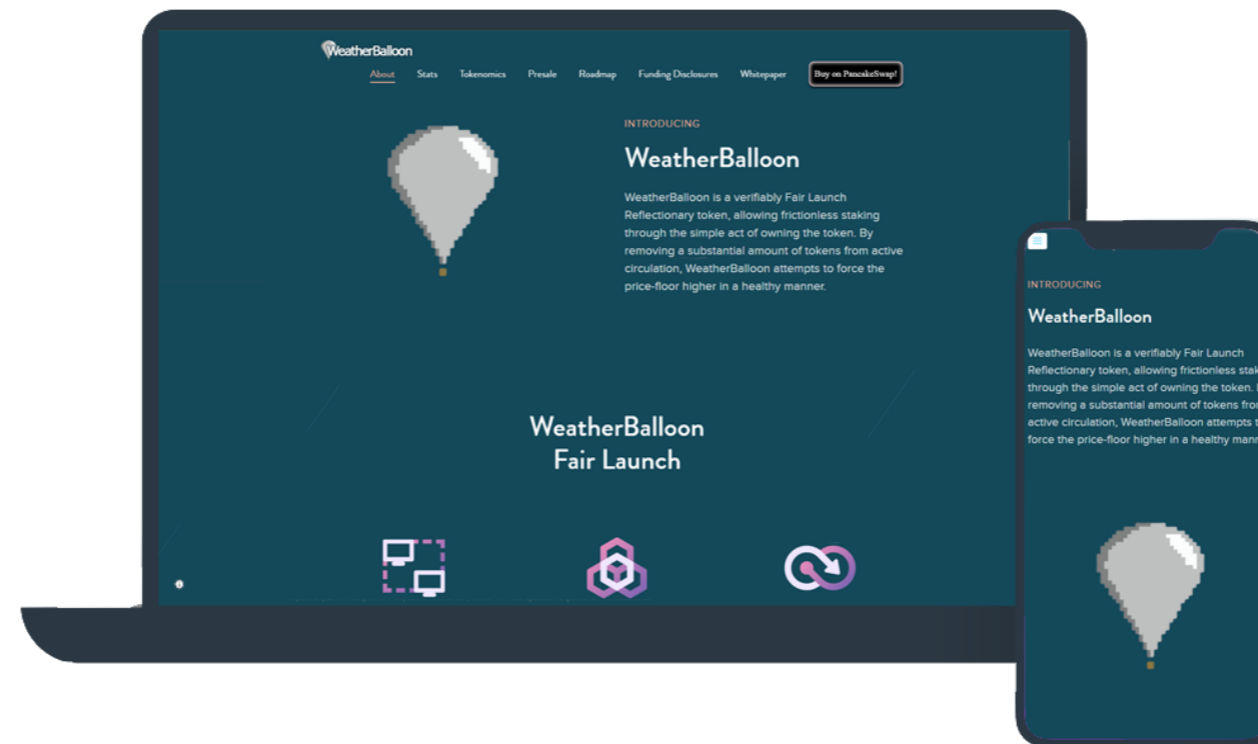 WeatherBalloon
About Stats Tokenomics Presale Roadmap Funding Disclosures Whitepaper Buy on PancakeSwap!
INTRODUCING
WeatherBalloon
WeatherBalloon is a verifiably Fair Launch
Reflectionary token, allowing frictionless staking
through the simple act of owning the token. By
removing a substantial amount of tokens from active
circulation, WeatherBalloon attempts to force the
price-floor higher in a healthy manner.
WeatherBalloon
Fair Launch
INTRODUCING
WeatherBalloon
WeatherBalloon is a verifiably Fair Launch
Reflectionary token, allowing frictionless
through the simple act of owning the token.
removing a substantial amount of tokens
active circulation, WeatherBalloon attempts
force the price-floor higher in a healthy